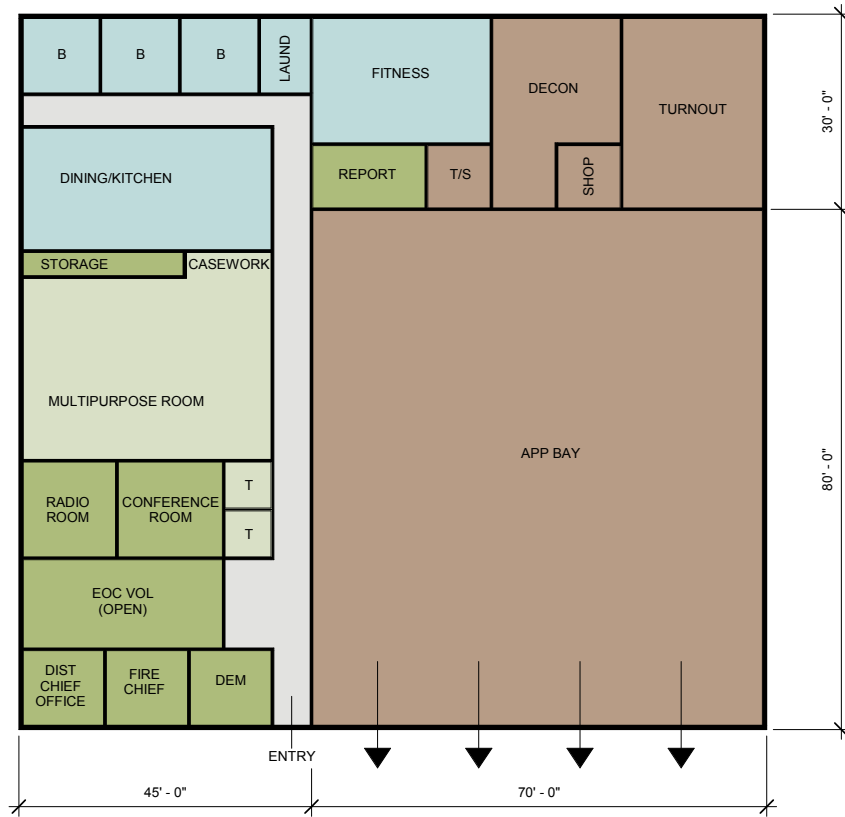 B
B
B
LAUND
FITNESS
DECON
TURNOUT
30' - 0"
DINING/KITCHEN
REPORT
T/S
SHOP
STORAGE
CASEWORK
MULTIPURPOSE ROOM
APP BAY
80' - 0"
RADIO
ROOM
CONFERENCE
ROOM
T
T
EOC VOL
(OPEN)
DIST
CHIEF
OFFICE
FIRE
CHIEF
DEM
ENTRY
45' - 0"
70' - 0"